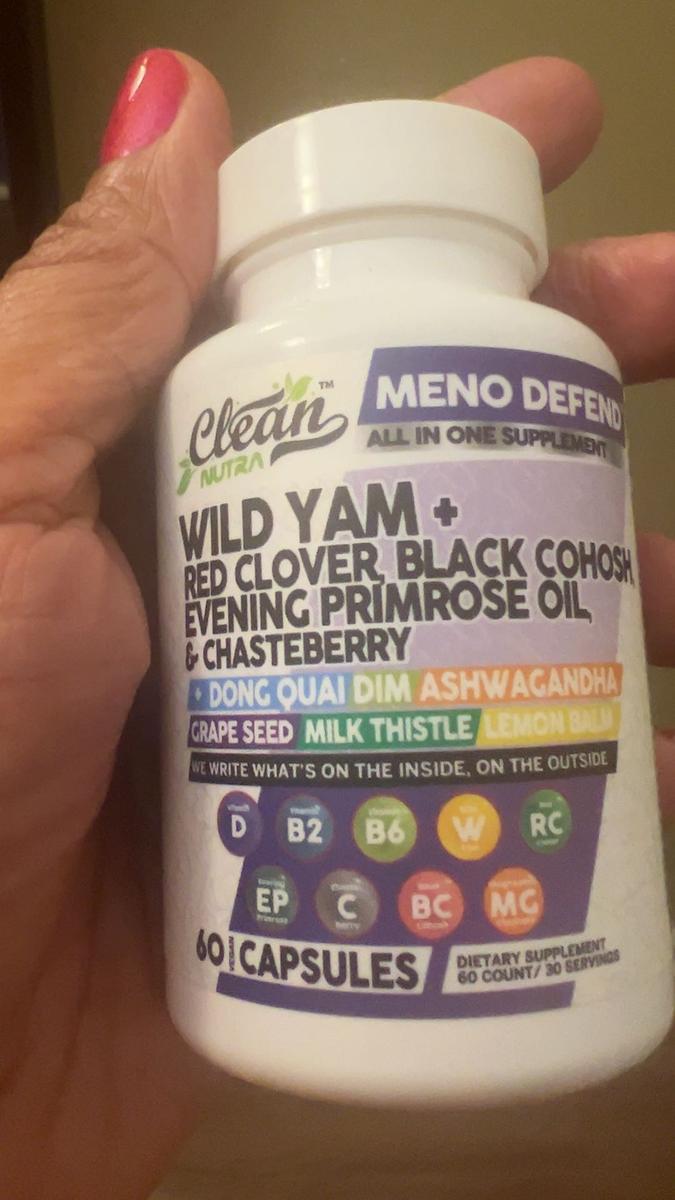 Clean™
NUTRA
MENO DEFEND
ALL IN ONE SUPPLEMENT
WILD YAM +
RED CLOVER, BLACK COHOSH,
EVENING PRIMROSE OIL,
& CHASTEBERRY
+ DONG QUAI DIM ASHWAGANDHA
GRAPE SEED MILK THISTLE LEMON BALM
WE WRITE WHAT'S ON THE INSIDE, ON THE OUTSIDE
D B2 B6 W RC
EP C BC MG
60 VEGAN CAPSULES
DIETARY SUPPLEMENT
60 COUNT/ 30 SERVINGS